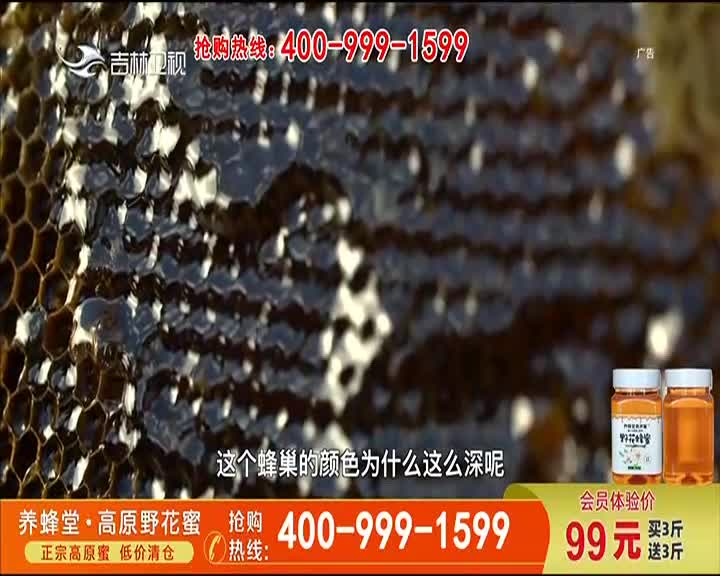 吉林卫视
抢购热线:400-999-1599
广告
野花蜂蜜
这个蜂巢的颜色为什么这么深呢
养蜂堂·高原野花蜜
正宗高原蜜 低价清仓
抢购热线:
400-999-1599
会员体验价
99元
买3斤
送3斤